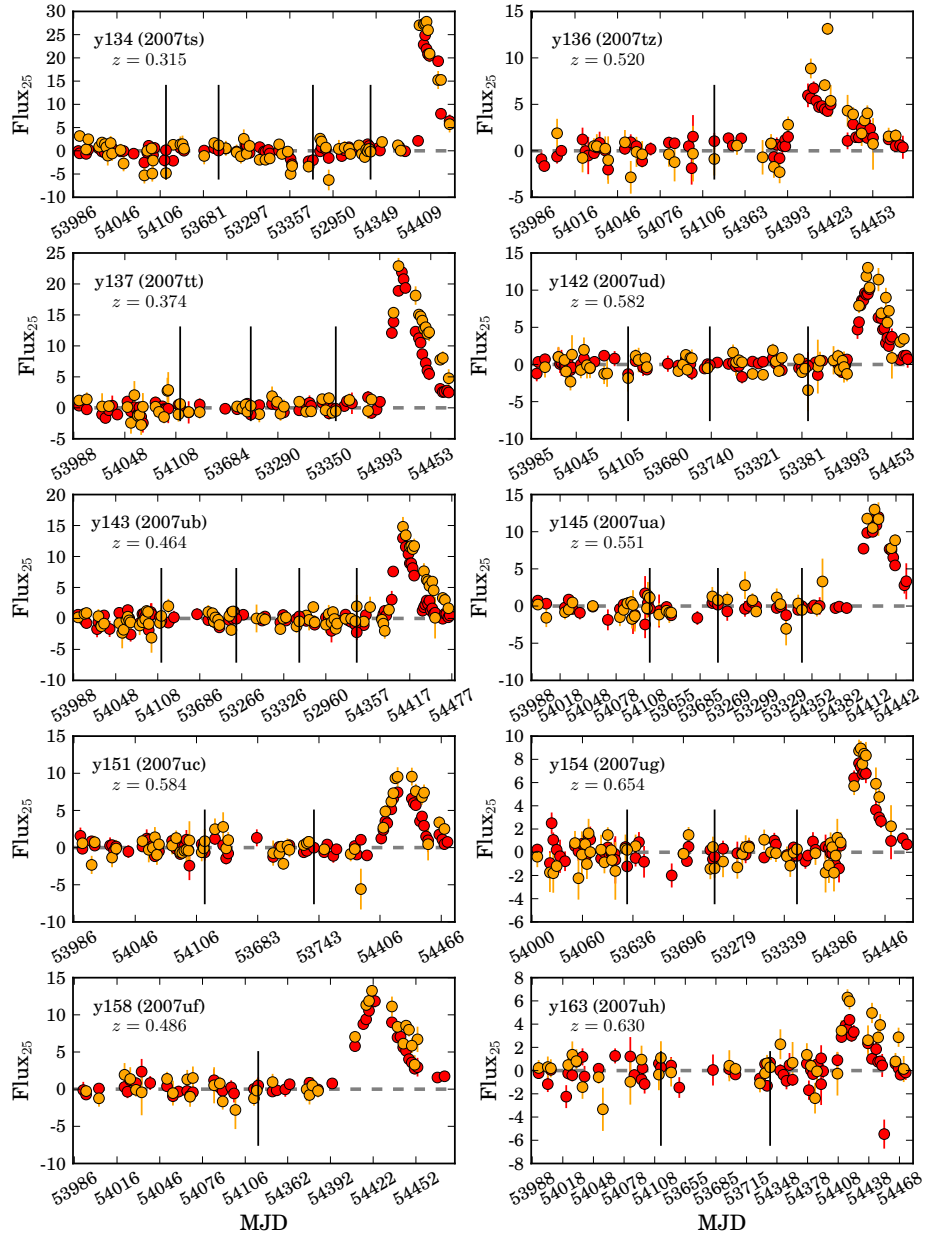 y134 (2007ts)
z = 0.315
Flux25
30
25
20
15
10
5
0
-5
-10
53986 54046 54106 53681 53297 53357 52950 54349 54409
y136 (2007tz)
z = 0.520
Flux25
15
10
5
0
-5
53986 54016 54046 54076 54106 54363 54393 54423 54453
y137 (2007tt)
z = 0.374
Flux25
25
20
15
10
5
0
-5
53988 54048 54108 53684 53290 53350 54393 54453
y142 (2007ud)
z = 0.582
Flux25
15
10
5
0
-5
-10
53985 54045 54105 53680 53740 53321 53381 54393 54453
y143 (2007ub)
z = 0.464
Flux25
20
15
10
5
0
-5
-10
53988 54048 54108 53686 53266 53326 52960 54357 54417 54477
y145 (2007ua)
z = 0.551
Flux25
20
15
10
5
0
-5
-10
53988 54018 54048 54078 54108 53655 53685 53269 53299 53329 54352 54382 54412 54442
y151 (2007uc)
z = 0.584
Flux25
15
10
5
0
-5
-10
53986 54046 54106 53683 53743 54406 54466
y154 (2007ug)
z = 0.654
Flux25
10
8
6
4
2
0
-2
-4
-6
54000 54060 53636 53696 53279 53339 54386 54446
y158 (2007uf)
z = 0.486
Flux25
15
10
5
0
-5
-10
53986 54016 54046 54076 54106 54362 54392 54422 54452
MJD
y163 (2007uh)
z = 0.630
Flux25
8
6
4
2
0
-2
-4
-6
8
53988 54018 54048 54078 54108 53655 53685 53715 54348 54378 54408 54438 54468
MJD